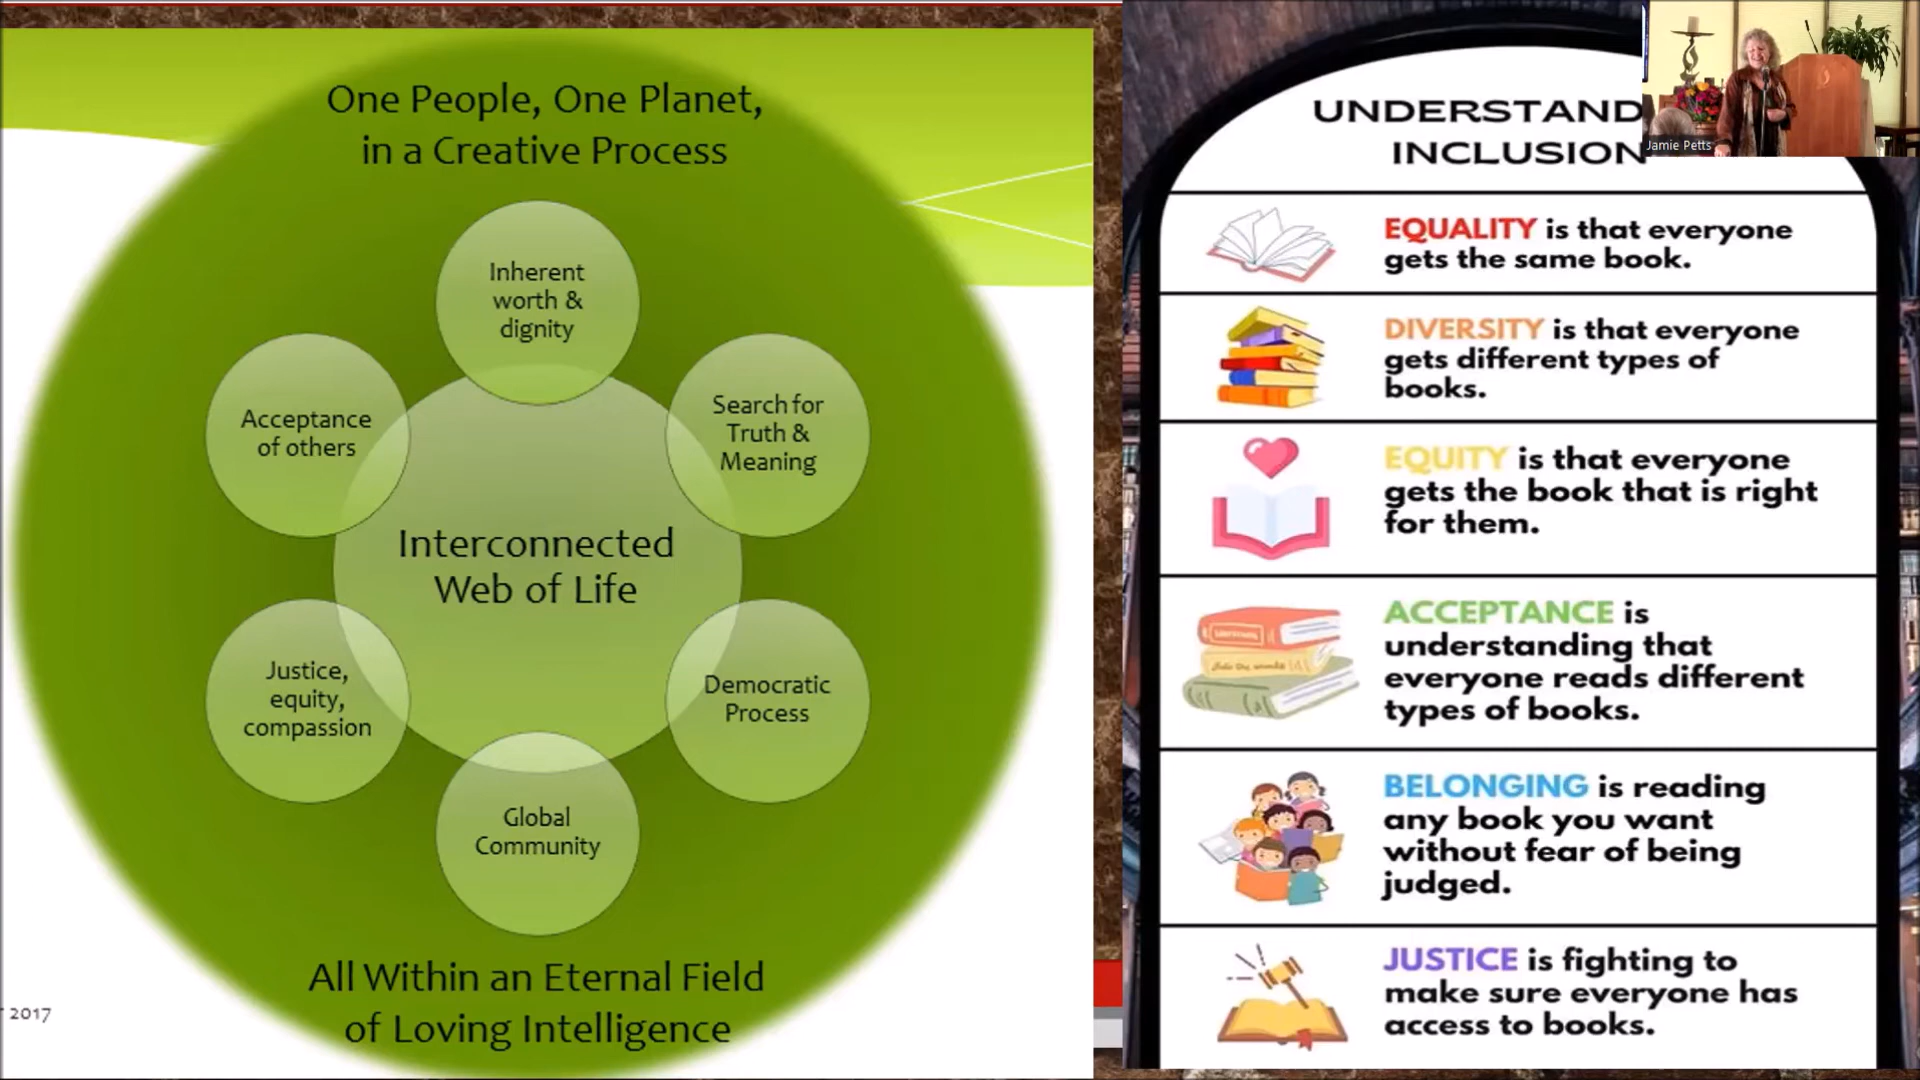 One People, One Planet,
in a Creative Process
Inherent
worth &
dignity
Search for
Truth &
Meaning
Democratic
Process
Global
Community
Justice,
equity,
compassion
Acceptance
of others
Interconnected
Web of Life
All Within an Eternal Field
of Loving Intelligence
2017
INCLUSION
EQUALITY is that everyone
gets the same book.
DIVERSITY is that everyone
gets different types of
books.
EQUITY is that everyone
gets the book that is right
for them.
ACCEPTANCE is
understanding that
everyone reads different
types of books.
BELONGING is reading
any book you want
without fear of being
judged.
JUSTICE is fighting to
make sure everyone has
access to books.
Jamie Petts